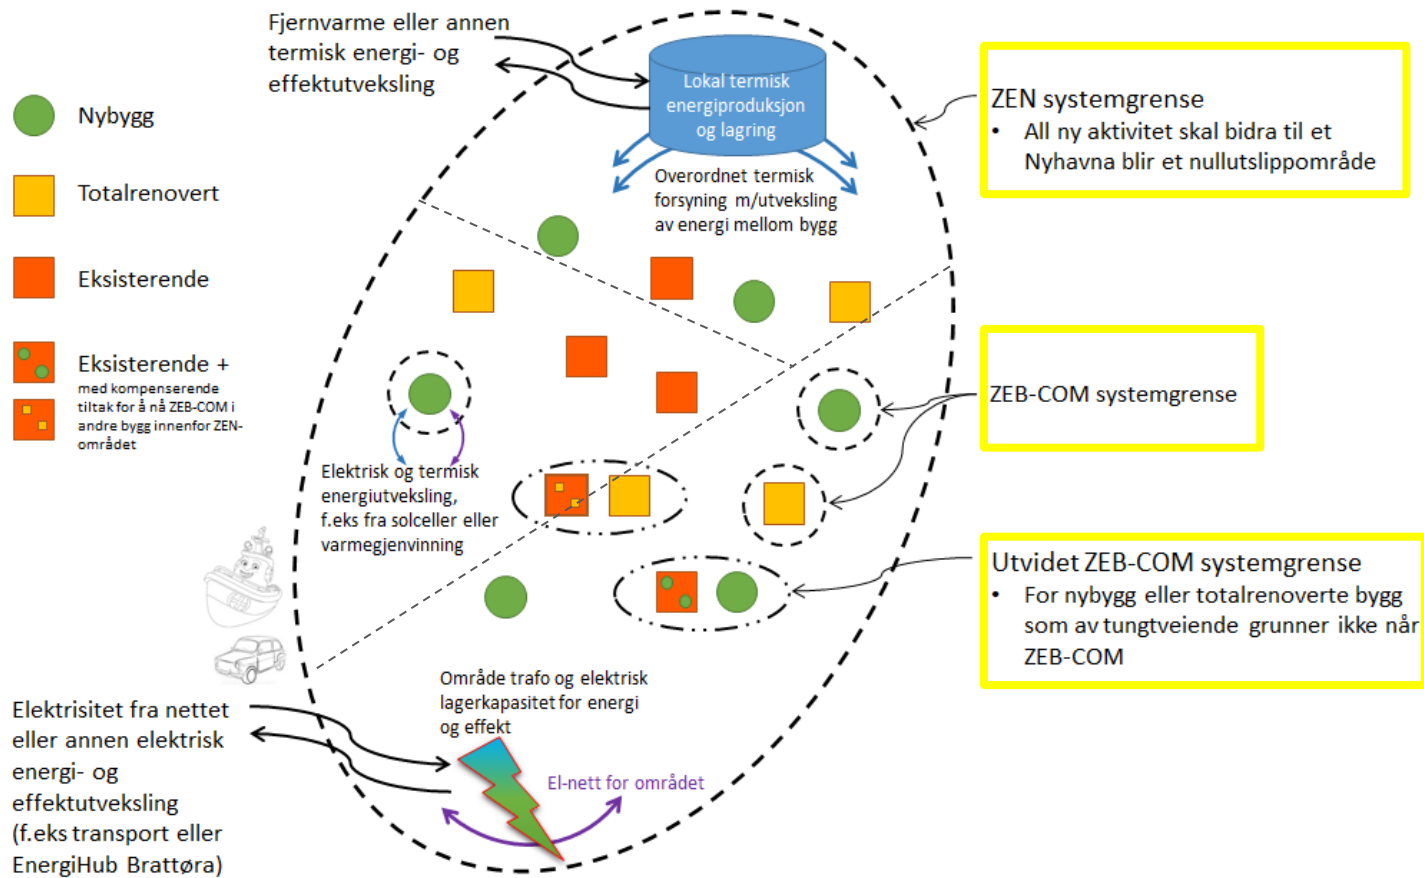 Fjernvarme eller annen
termisk energi- og
effektutveksling
Lokal termisk
energiproduksjon
og lagring
ZEN systemgrense
• All ny aktivitet skal bidra til et
Nyhavna blir et nullutslippområde
Nybygg
Totalrenovert
Eksisterende
Eksisterende +
med kompenserende
tiltak for å nå ZEB-COM i
andre bygg innenfor ZEN-
området
Overordnet termisk
forsyning m/utveksling
av energi mellom bygg
ZEB-COM systemgrense
Elektrisk og termisk
energiutveksling,
f.eks fra solceller eller
varmegjenvinning
Utvidet ZEB-COM systemgrense
• For nybygg eller totalrenoverte bygg
som av tungtveiende grunner ikke når
ZEB-COM
Område trafo og elektrisk
lagerkapasitet for energi
og effekt
El-nett for området
Elektrisitet fra nettet
eller annen elektrisk
energi- og
effektutveksling
(f.eks transport eller
EnergiHub Brattøra)